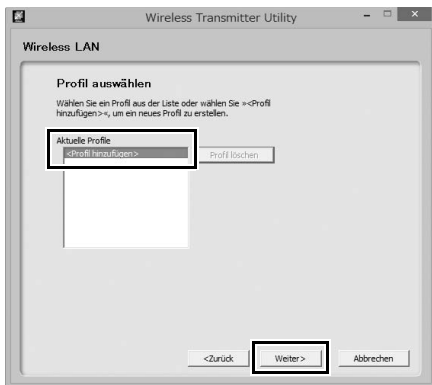 Wireless Transmitter Utility
Wireless LAN
Profil auswählen
Wählen Sie ein Profil aus der Liste oder wählen Sie »<Profil
hinzufügen>«, um ein neues Profil zu erstellen.
Aktuelle Profile
<Profil hinzufügen>
Profil löschen
<Zurück
Weiter>
Abbrechen